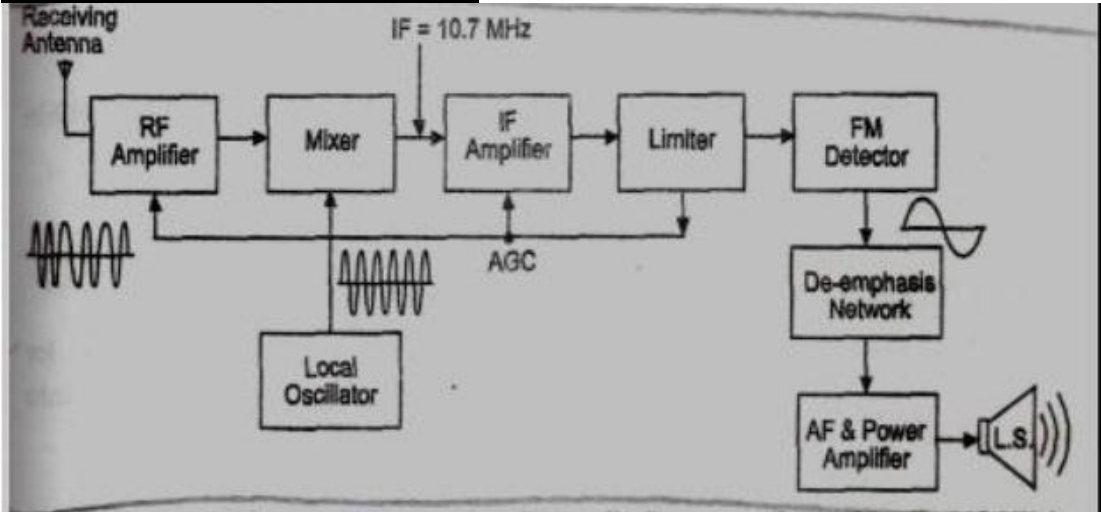 Receiving
Antenna
IF = 10.7 MHz
RF
Amplifier
Mixer
IF
Amplifier
Limiter
FM
Detector
AGC
De-emphasis
Network
Local
Oscillator
AF & Power
Amplifier
L.S.